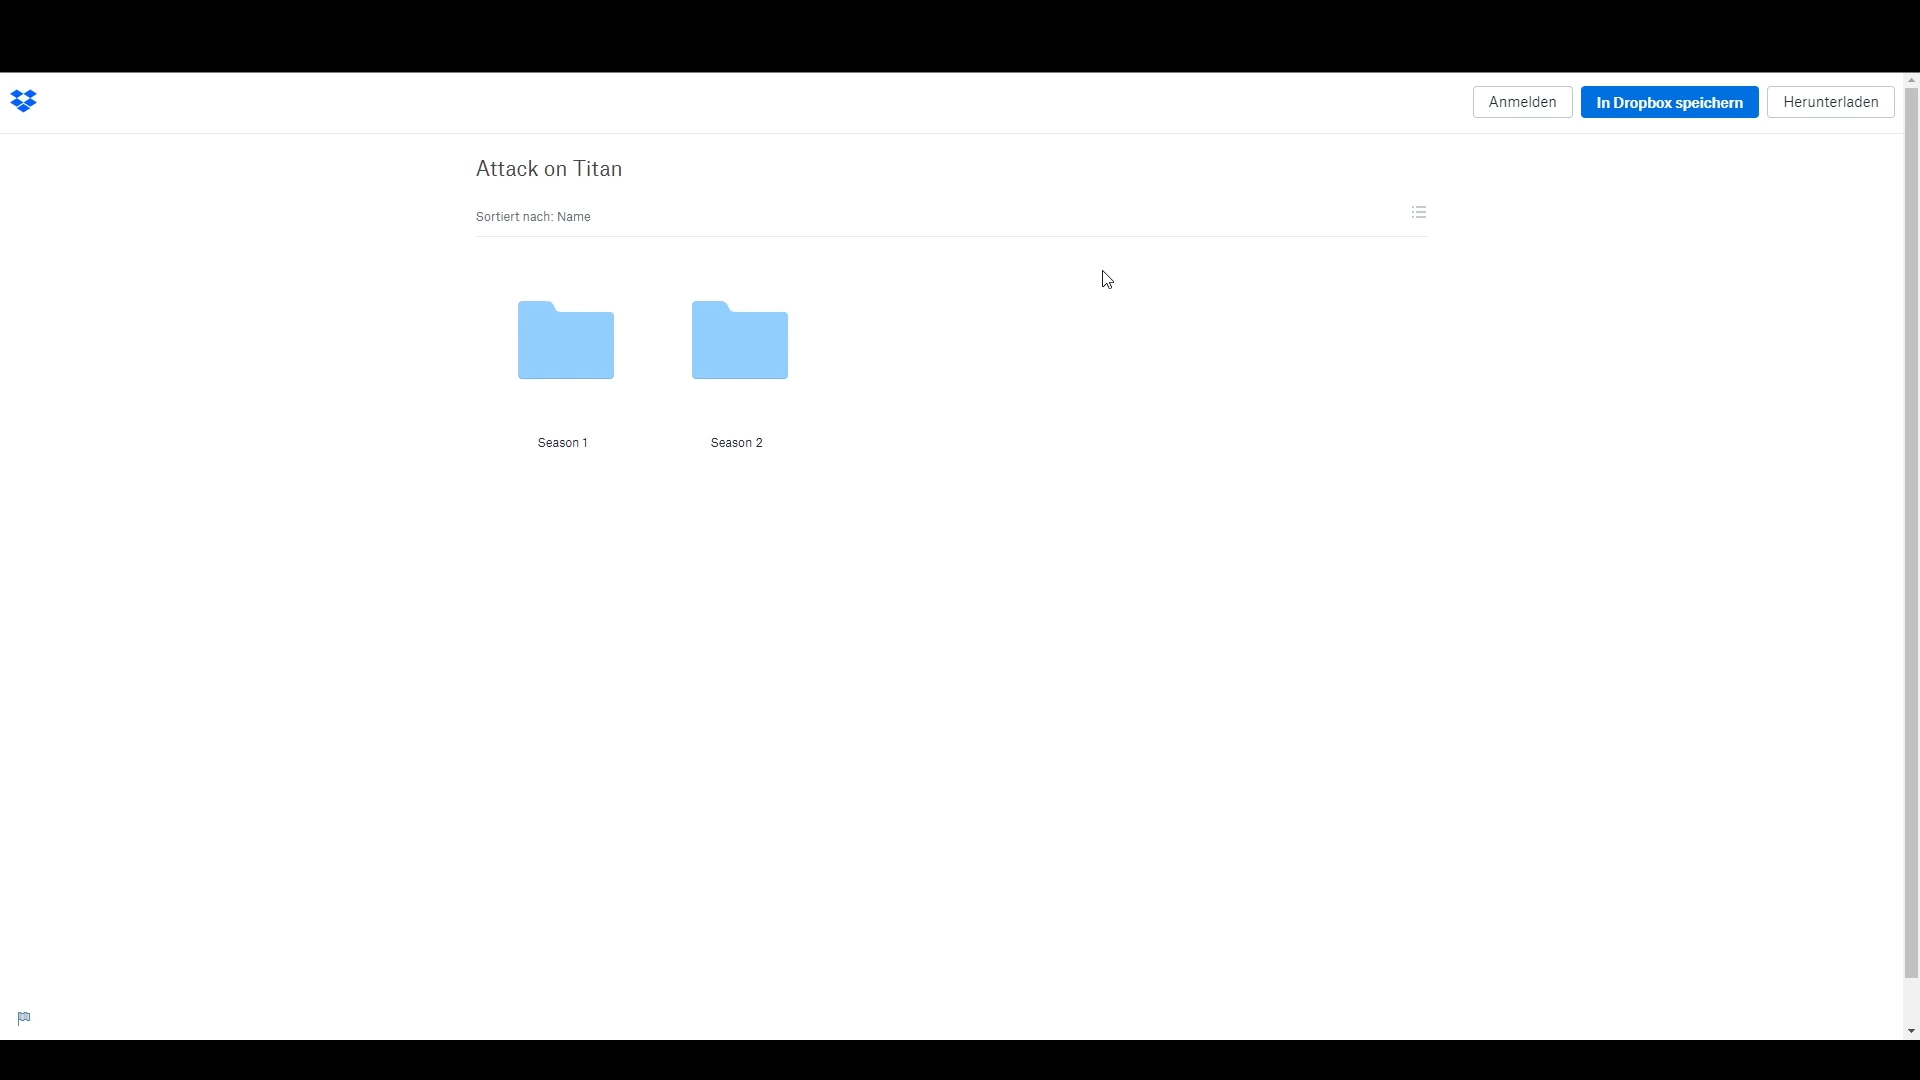 Anmelden
In Dropbox speichern
Herunterladen
Attack on Titan
Sortiert nach: Name
Season 1
Season 2